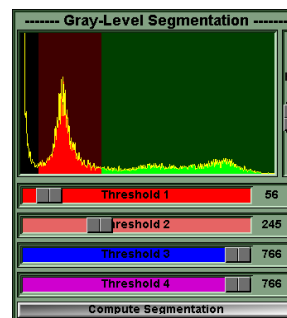 ------- Gray-Level Segmentation -------
Threshold 1 56
reshold 2 245
Threshold 3 766
Threshold 4 766
Compute Segmentation